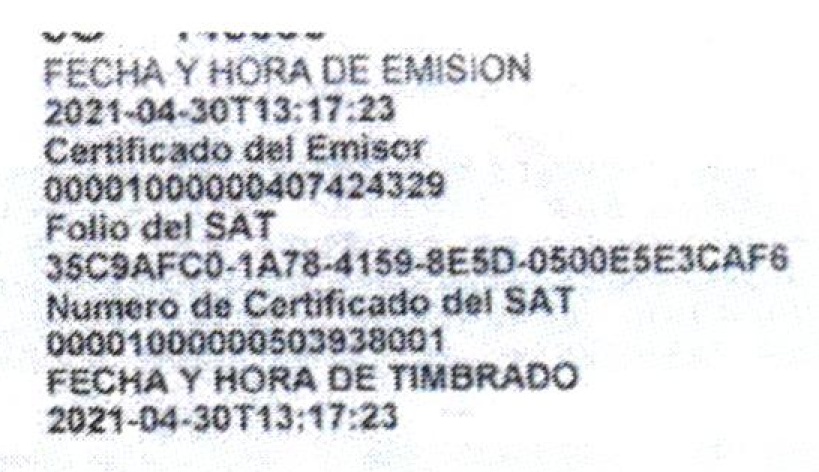 FECHA Y HORA DE EMISION
2021-04-30T13:17:23
Certificado del Emisor
00001000000407424329
Folio del SAT
35C9AFC0-1A78-4159-8E5D-0500E5E3CAF6
Numero de Certificado del SAT
00001000000503938001
FECHA Y HORA DE TIMBRADO
2021-04-30T13:17:23